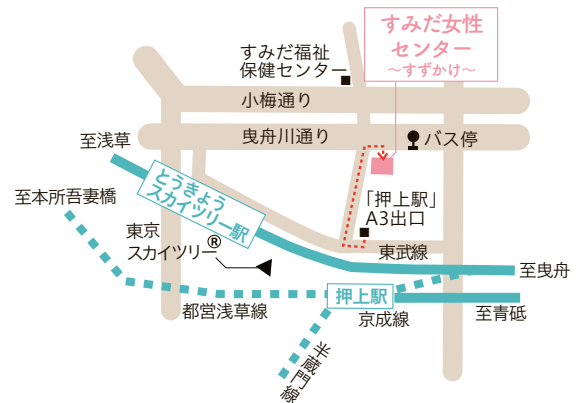 すみだ女性
センター
～すずかけ～
すみだ福祉
保健センター
小梅通り
曳舟川通り
バス停
至浅草
とうきょう
スカイツリー駅
至本所吾妻橋
「押上駅」
A3出口
東京
スカイツリー®
東武線
至曳舟
押上駅
都営浅草線
京成線
至青砥
半蔵門線